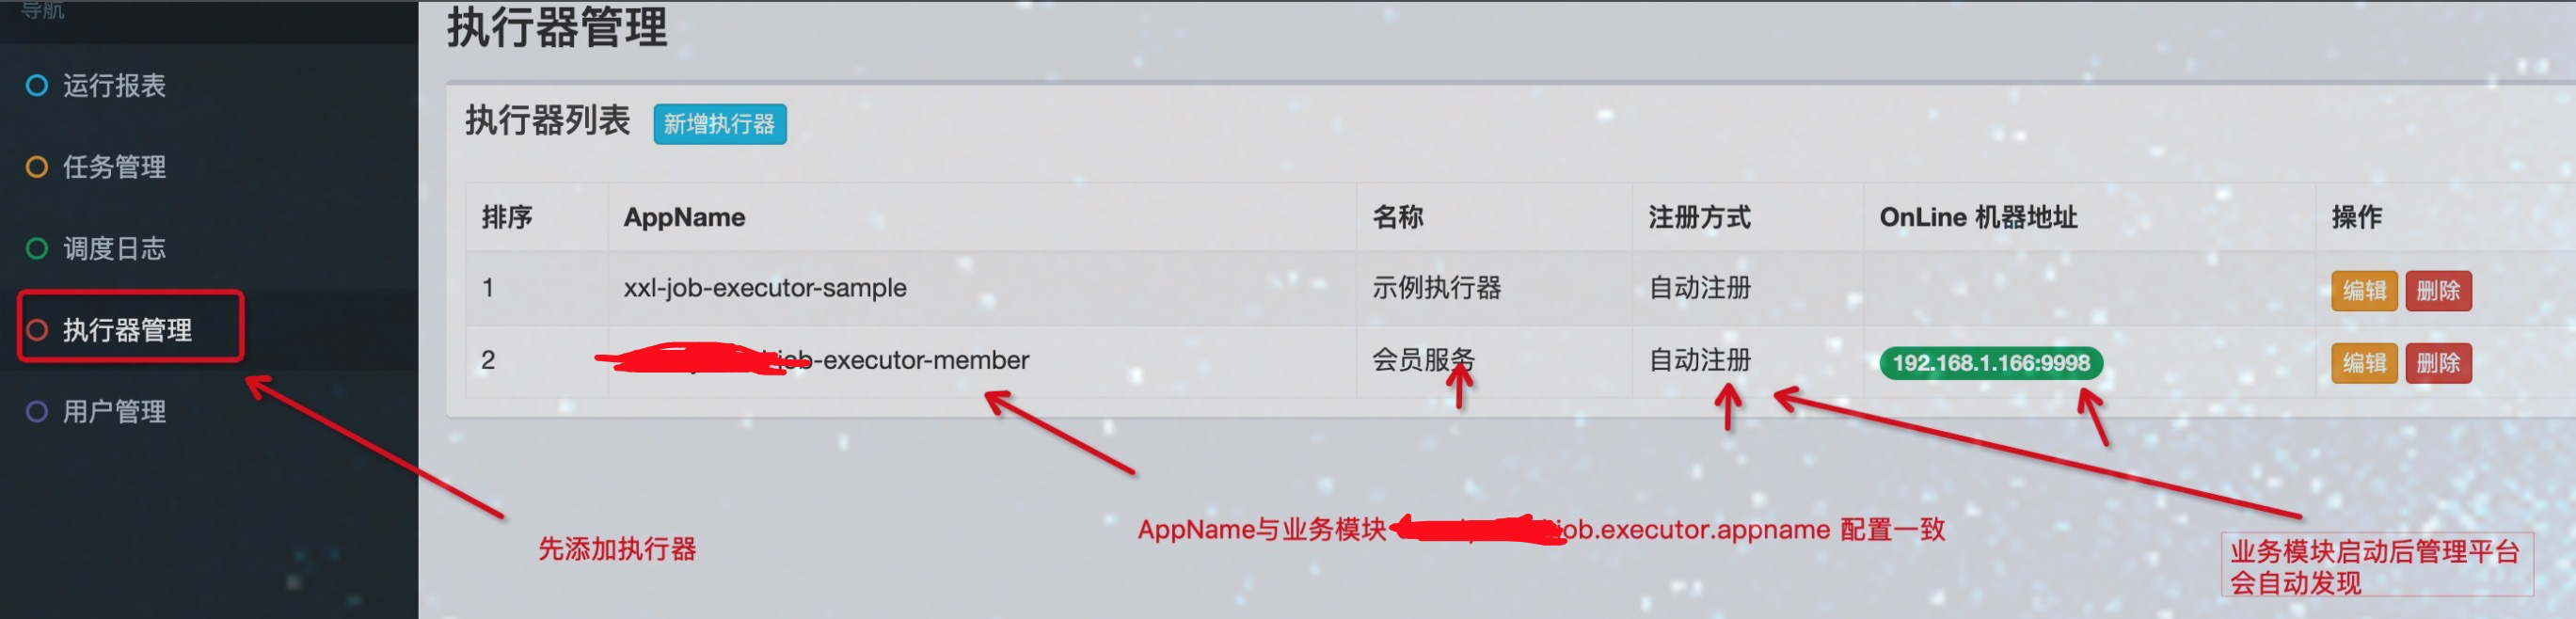 导航
执行器管理
运行报表
任务管理
调度日志
执行器管理
用户管理
执行器列表 新增执行器
排序 AppName 名称 注册方式 OnLine 机器地址 操作
1 xxl-job-executor-sample 示例执行器 自动注册 编辑 删除
2 job-executor-member 会员服务 自动注册 192.168.1.166:9998 编辑 删除
先添加执行器
AppName与业务模块 job.executor.appname 配置一致
业务模块启动后管理平台
会自动发现